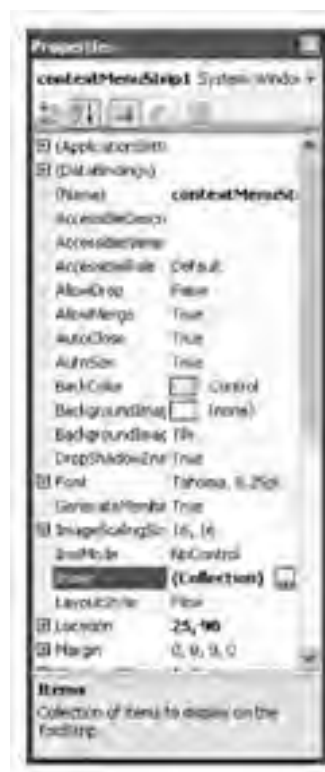 Properties
contextMenuStrip1 System.Windo
(ApplicationSett
(DataBindings)
(Name) contextMenuSt
AccessibleDescri
AccessibleName
AccessibleRole Default
AllowDrop False
AllowMerge True
AutoClose True
AutoSize True
BackColor Control
BackgroundImag (none)
BackgroundImag Tile
DropShadowEna True
Font Tahoma, 8.25pt
GenerateMembe True
ImageScalingSiz 16, 16
ImeMode NoControl
Items (Collection) ...
LayoutStyle Flow
Location 25, 90
Margin 0, 0, 0, 0
Items
Collection of items to display on the
ToolStrip.